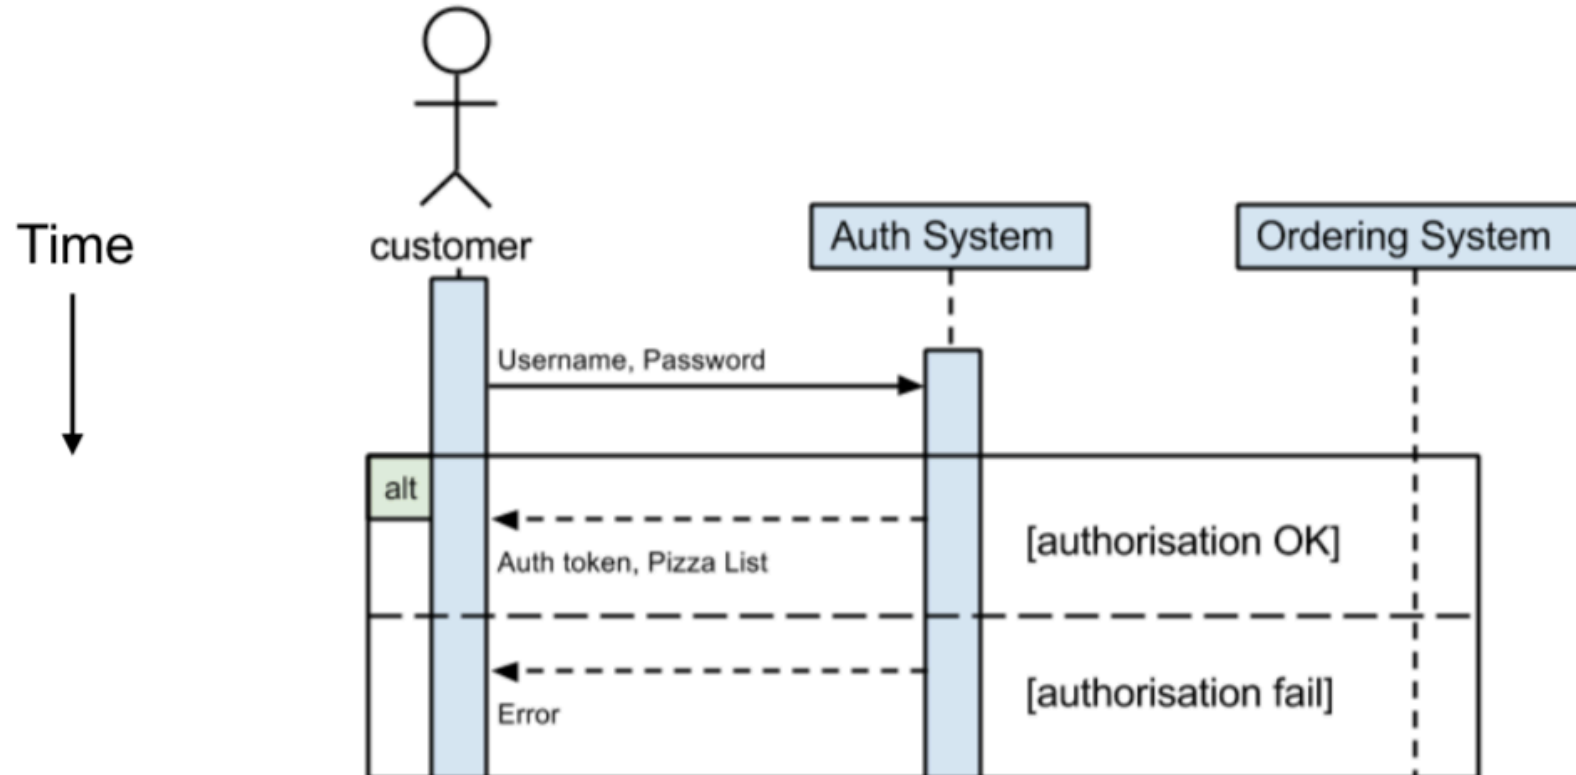 Time
customer
Auth System
Ordering System
Username, Password
alt
[authorisation OK]
Auth token, Pizza List
[authorisation fail]
Error